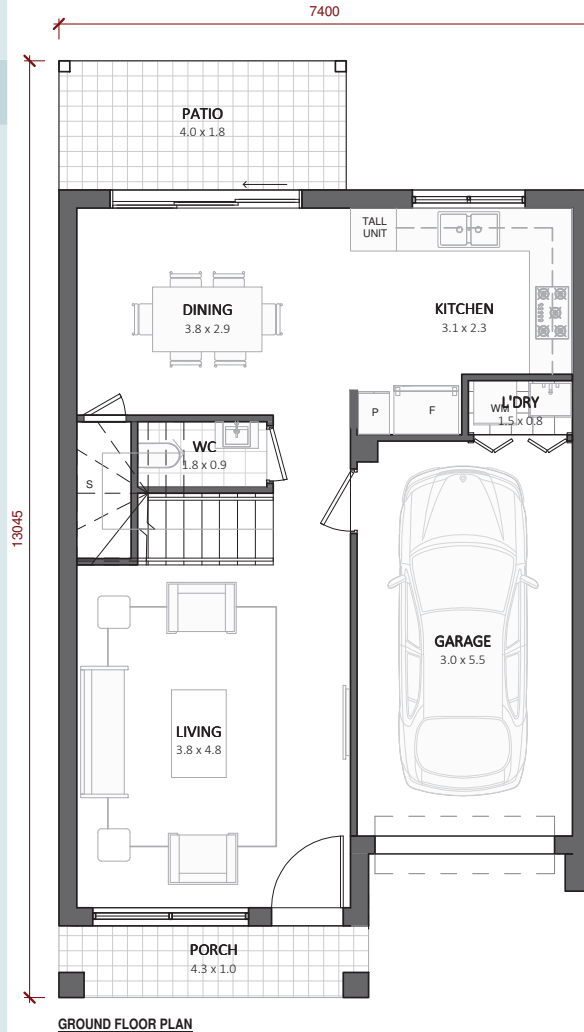 7400
PATIO
4.0 x 1.8
TALL
UNIT
DINING
3.8 x 2.9
KITCHEN
3.1 x 2.3
P
F
WM
L'DRY
1.5 x 0.8
WC
1.8 x 0.9
S
13045
GARAGE
3.0 x 5.5
LIVING
3.8 x 4.8
PORCH
4.3 x 1.0
GROUND FLOOR PLAN